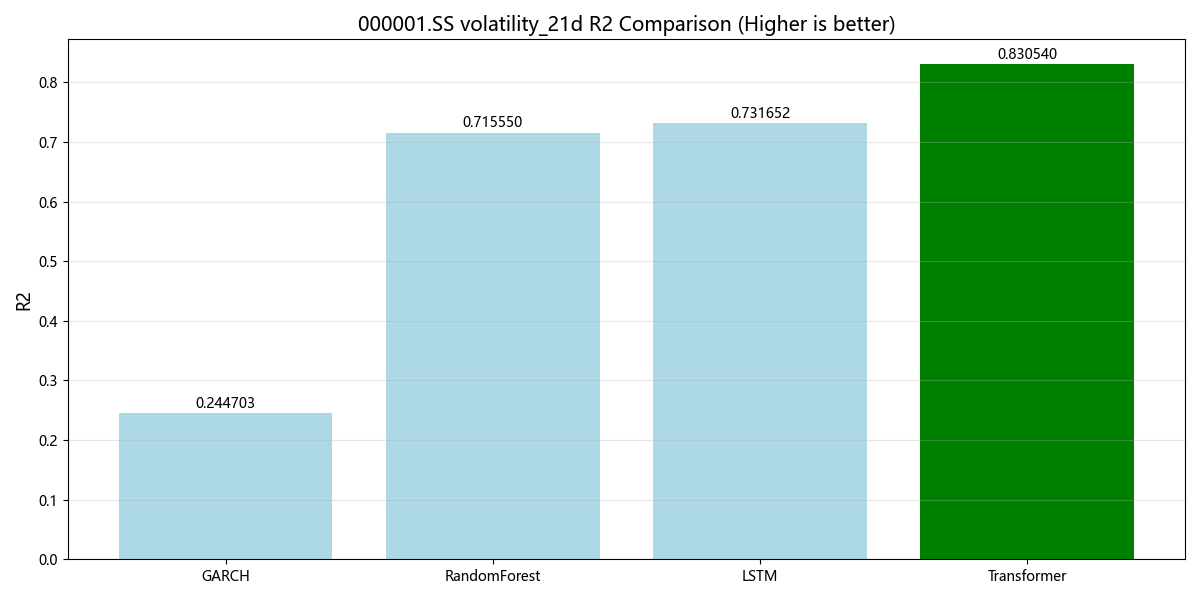 000001.SS volatility_21d R2 Comparison (Higher is better)
0.830540
0.8
0.731652
0.715550
0.7
0.6
0.5
R2
0.4
0.3
0.244703
0.2
0.1
0.0
GARCH
RandomForest
LSTM
Transformer